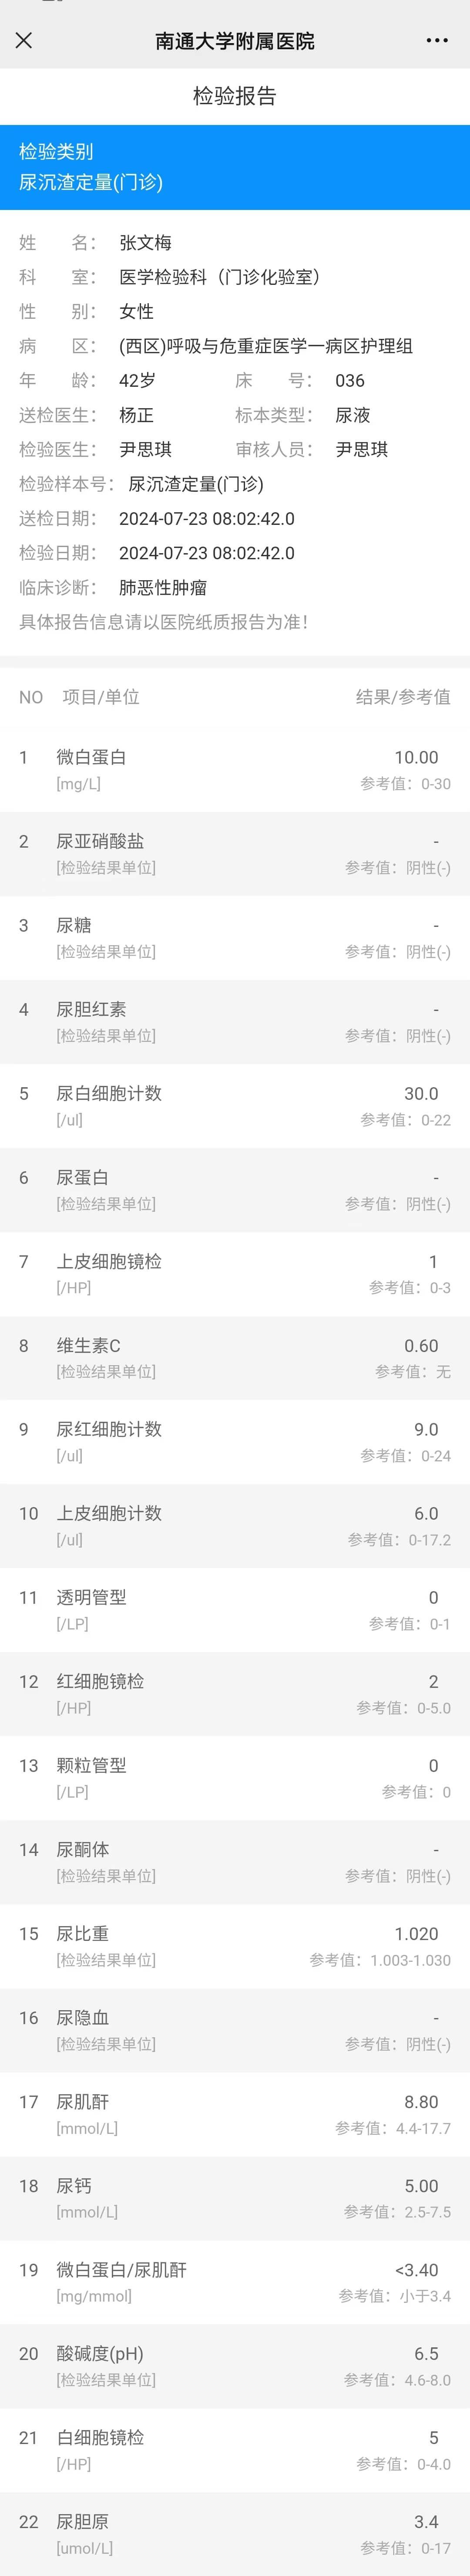 南通大学附属医院
检验报告
检验类别
尿沉渣定量(门诊)
姓 名： 张文梅
科 室： 医学检验科（门诊化验室）
性 别： 女性
病 区： (西区)呼吸与危重症医学一病区护理组
年 龄： 42岁 床 号： 036
送检医生： 杨正 标本类型： 尿液
检验医生： 尹思琪 审核人员： 尹思琪
检验样本号： 尿沉渣定量(门诊)
送检日期： 2024-07-23 08:02:42.0
检验日期： 2024-07-23 08:02:42.0
临床诊断： 肺恶性肿瘤
具体报告信息请以医院纸质报告为准！
NO 项目/单位 结果/参考值
1 微白蛋白 10.00
[mg/L] 参考值：0-30
2 尿亚硝酸盐 -
[检验结果单位] 参考值：阴性(-)
3 尿糖 -
[检验结果单位] 参考值：阴性(-)
4 尿胆红素 -
[检验结果单位] 参考值：阴性(-)
5 尿白细胞计数 30.0
[/ul] 参考值：0-22
6 尿蛋白 -
[检验结果单位] 参考值：阴性(-)
7 上皮细胞镜检 1
[/HP] 参考值：0-3
8 维生素C 0.60
[检验结果单位] 参考值：无
9 尿红细胞计数 9.0
[/ul] 参考值：0-24
10 上皮细胞计数 6.0
[/ul] 参考值：0-17.2
11 透明管型 0
[/LP] 参考值：0-1
12 红细胞镜检 2
[/HP] 参考值：0-5.0
13 颗粒管型 0
[/LP] 参考值：0
14 尿酮体 -
[检验结果单位] 参考值：阴性(-)
15 尿比重 1.020
[检验结果单位] 参考值：1.003-1.030
16 尿隐血 -
[检验结果单位] 参考值：阴性(-)
17 尿肌酐 8.80
[mmol/L] 参考值：4.4-17.7
18 尿钙 5.00
[mmol/L] 参考值：2.5-7.5
19 微白蛋白/尿肌酐 <3.40
[mg/mmol] 参考值：小于3.4
20 酸碱度(pH) 6.5
[检验结果单位] 参考值：4.6-8.0
21 白细胞镜检 5
[/HP] 参考值：0-4.0
22 尿胆原 3.4
[umol/L] 参考值：0-17